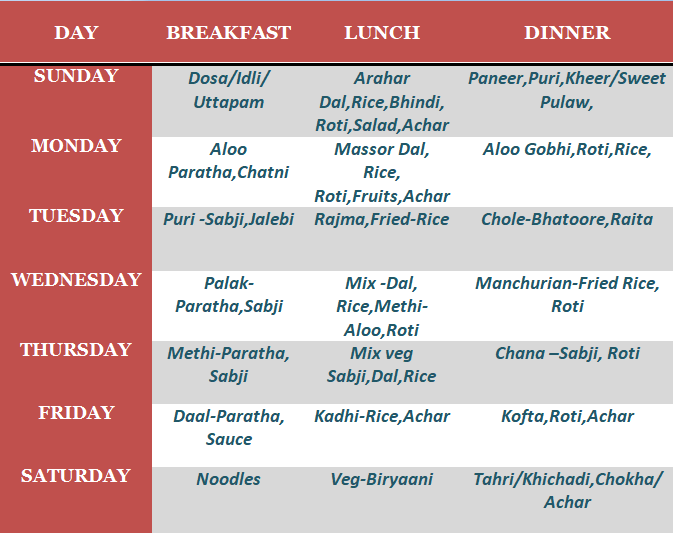 DAY BREAKFAST LUNCH DINNER
SUNDAY Dosa/Idli/ Arahar Paneer,Puri,Kheer/Sweet
Uttapam Dal,Rice,Bhindi, Pulaw,
Roti,Salad,Achar
MONDAY Aloo Massor Dal, Aloo Gobhi,Roti,Rice,
Paratha,Chatni Rice,
Roti,Fruits,Achar
TUESDAY Puri -Sabji,Jalebi Rajma,Fried-Rice Chole-Bhatoore,Raita
WEDNESDAY Palak- Mix -Dal, Manchurian-Fried Rice,
Paratha,Sabji Rice,Methi- Roti
Aloo,Roti
THURSDAY Methi-Paratha, Mix veg Chana –Sabji, Roti
Sabji Sabji,Dal,Rice
FRIDAY Daal-Paratha, Kadhi-Rice,Achar Kofta,Roti,Achar
Sauce
SATURDAY Noodles Veg-Biryaani Tahri/Khichadi,Chokha/
Achar